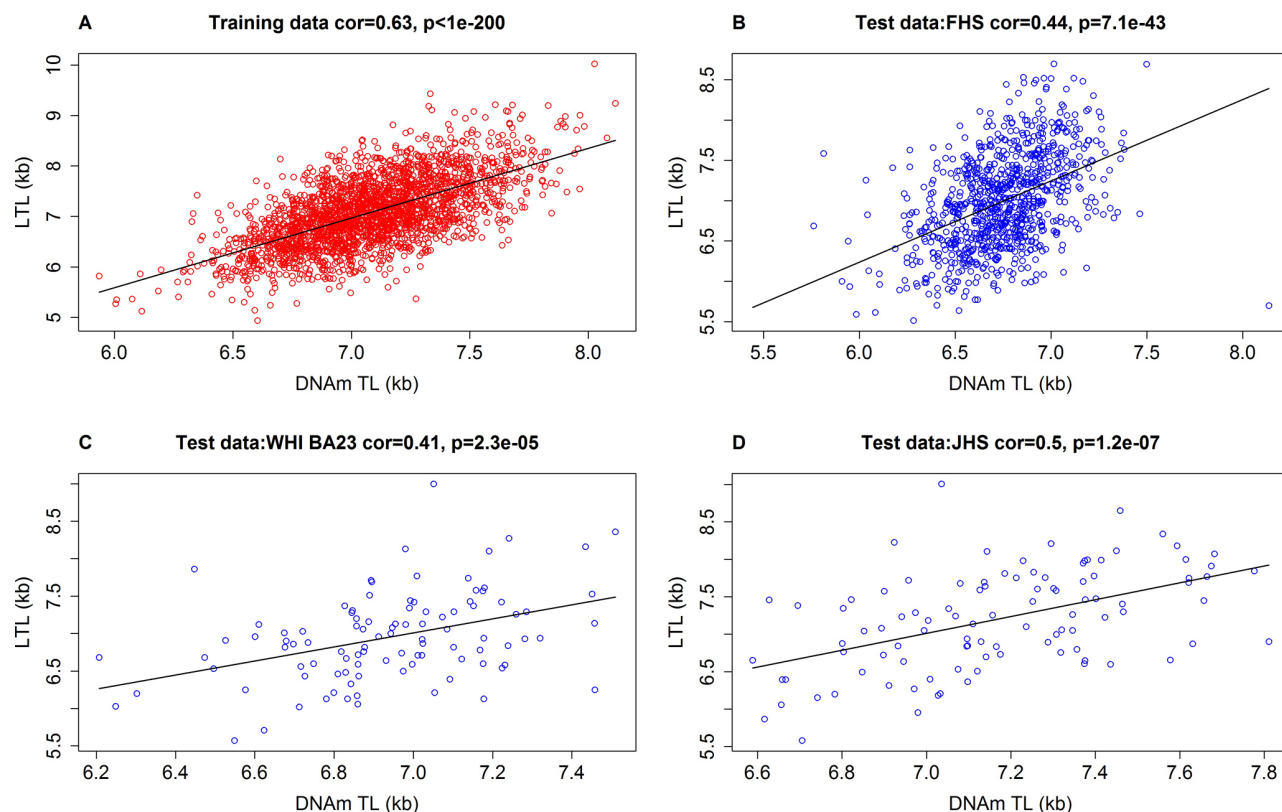 A Training data cor=0.63, p<1e-200
LTL (kb)
10
9
8
7
6
5
6.0 6.5 7.0 7.5 8.0
DNAm TL (kb)
B Test data:FHS cor=0.44, p=7.1e-43
LTL (kb)
8.5
7.5
6.5
5.5
5.5 6.0 6.5 7.0 7.5 8.0
DNAm TL (kb)
C Test data:WHI BA23 cor=0.41, p=2.3e-05
LTL (kb)
8.5
7.5
6.5
5.5
6.2 6.4 6.6 6.8 7.0 7.2 7.4
DNAm TL (kb)
D Test data:JHS cor=0.5, p=1.2e-07
LTL (kb)
8.5
7.5
6.5
5.5
6.6 6.8 7.0 7.2 7.4 7.6 7.8
DNAm TL (kb)